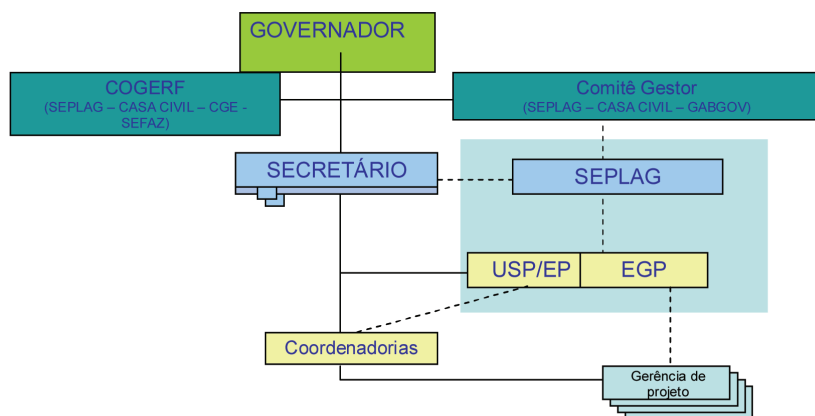 GOVERNADOR
COGERF
(SEPLAG – CASA CIVIL – CGE -
SEFAZ)
Comitê Gestor
(SEPLAG – CASA CIVIL – GABGOV)
SECRETÁRIO
SEPLAG
USP/EP
EGP
Coordenadorias
Gerência de
projeto